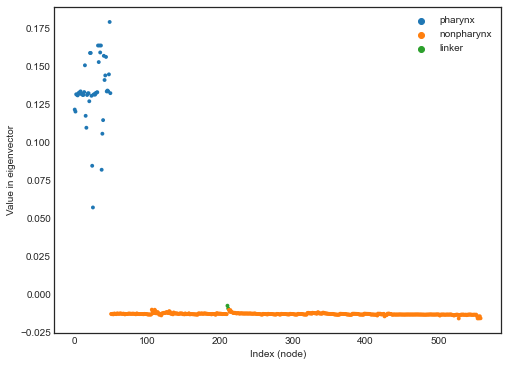 0.175
0.150
0.125
0.100
0.075
0.050
0.025
0.000
−0.025
Value in eigenvector
pharynx
nonpharynx
linker
0 100 200 300 400 500
Index (node)